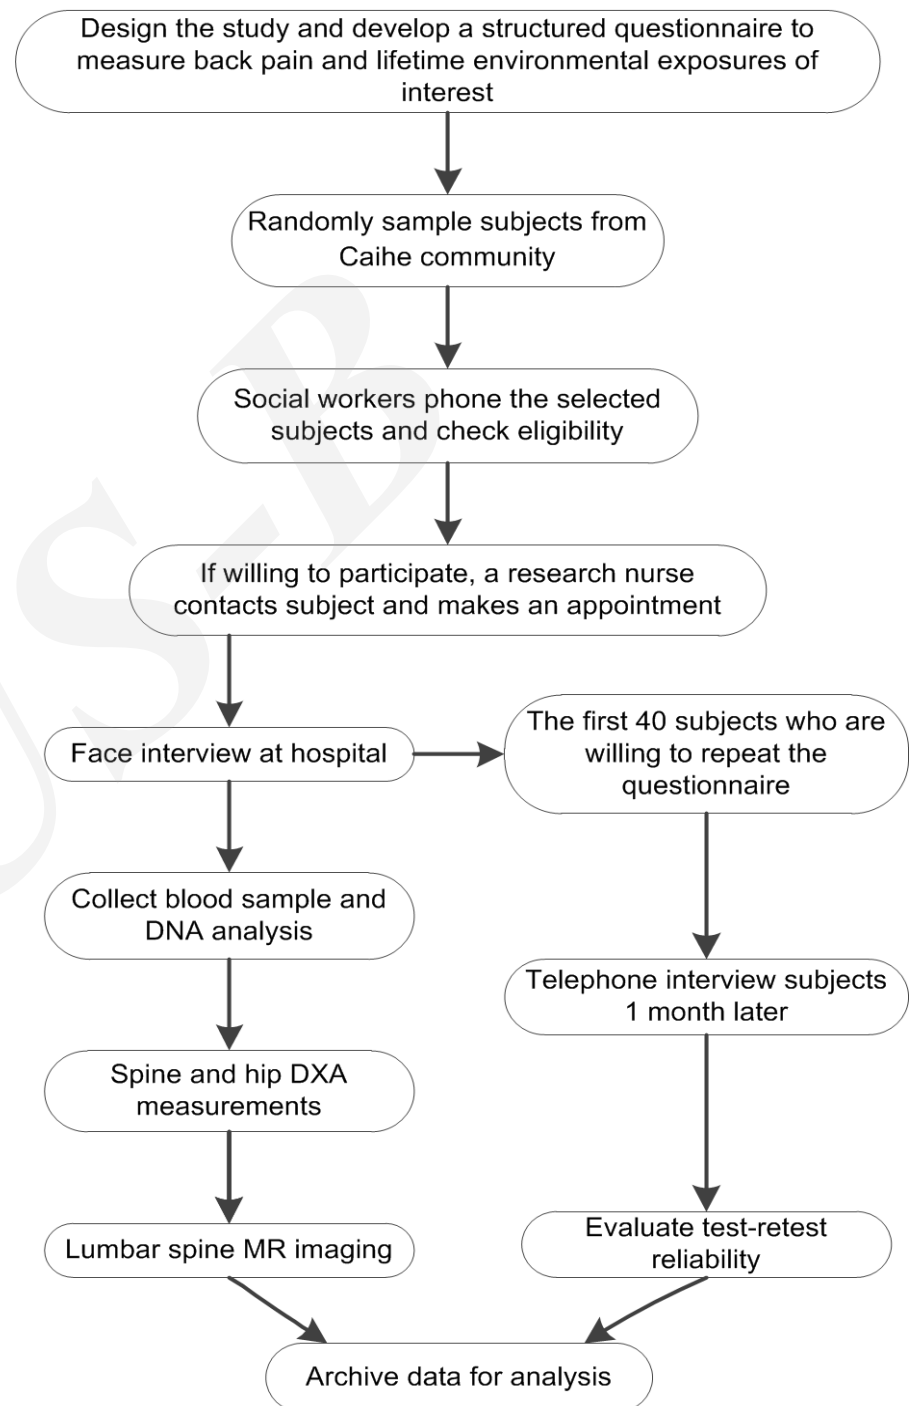 Design the study and develop a structured questionnaire to
measure back pain and lifetime environmental exposures of
interest
Randomly sample subjects from
Caihe community
Social workers phone the selected
subjects and check eligibility
If willing to participate, a research nurse
contacts subject and makes an appointment
Face interview at hospital
The first 40 subjects who are
willing to repeat the
questionnaire
Collect blood sample and
DNA analysis
Telephone interview subjects
1 month later
Spine and hip DXA
measurements
Lumbar spine MR imaging
Evaluate test-retest
reliability
Archive data for analysis
US-B